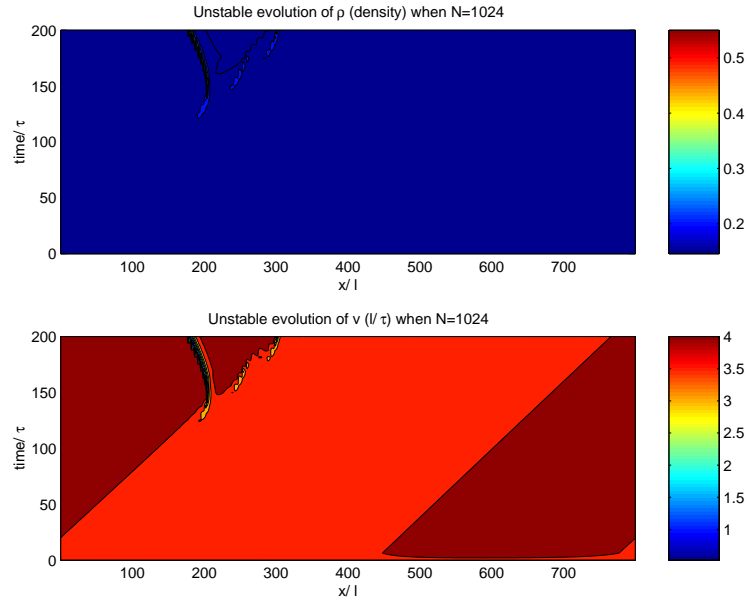 Unstable evolution of ρ (density) when N=1024
200
150
100
50
0
time/ τ
100 200 300 400 500 600 700
x/ l
0.5
0.4
0.3
0.2
Unstable evolution of v (l/ τ) when N=1024
200
150
100
50
0
time/ τ
100 200 300 400 500 600 700
x/ l
4
3.5
3
2.5
2
1.5
1